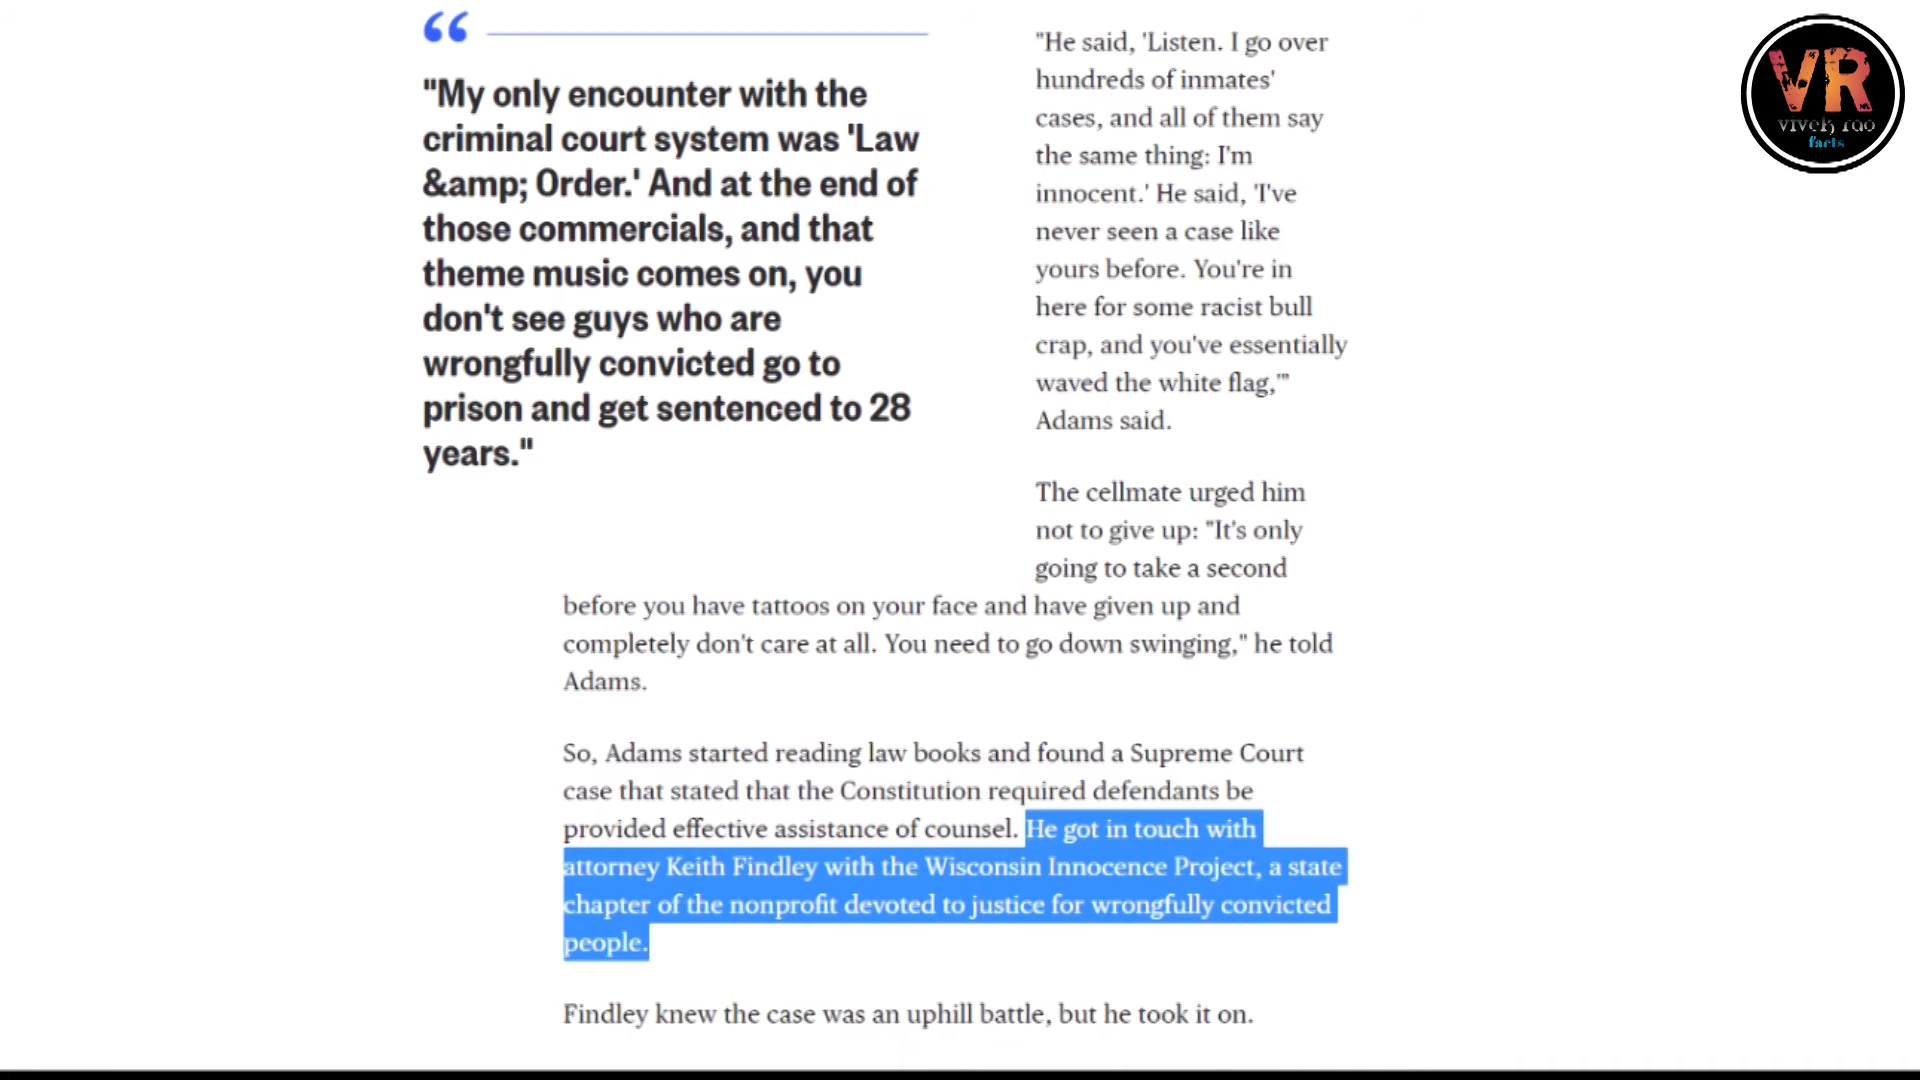 "My only encounter with the
criminal court system was 'Law
&amp; Order.' And at the end of
those commercials, and that
theme music comes on, you
don't see guys who are
wrongfully convicted go to
prison and get sentenced to 28
years."
"He said, 'Listen. I go over
hundreds of inmates'
cases, and all of them say
the same thing: I'm
innocent.' He said, 'I've
never seen a case like
yours before. You're in
here for some racist bull
crap, and you've essentially
waved the white flag,'"
Adams said.
The cellmate urged him
not to give up: "It's only
going to take a second
before you have tattoos on your face and have given up and
completely don't care at all. You need to go down swinging," he told
Adams.
So, Adams started reading law books and found a Supreme Court
case that stated that the Constitution required defendants be
provided effective assistance of counsel. He got in touch with
attorney Keith Findley with the Wisconsin Innocence Project, a state
chapter of the nonprofit devoted to justice for wrongfully convicted
people.
Findley knew the case was an uphill battle, but he took it on.
VR
vivek rao
facts